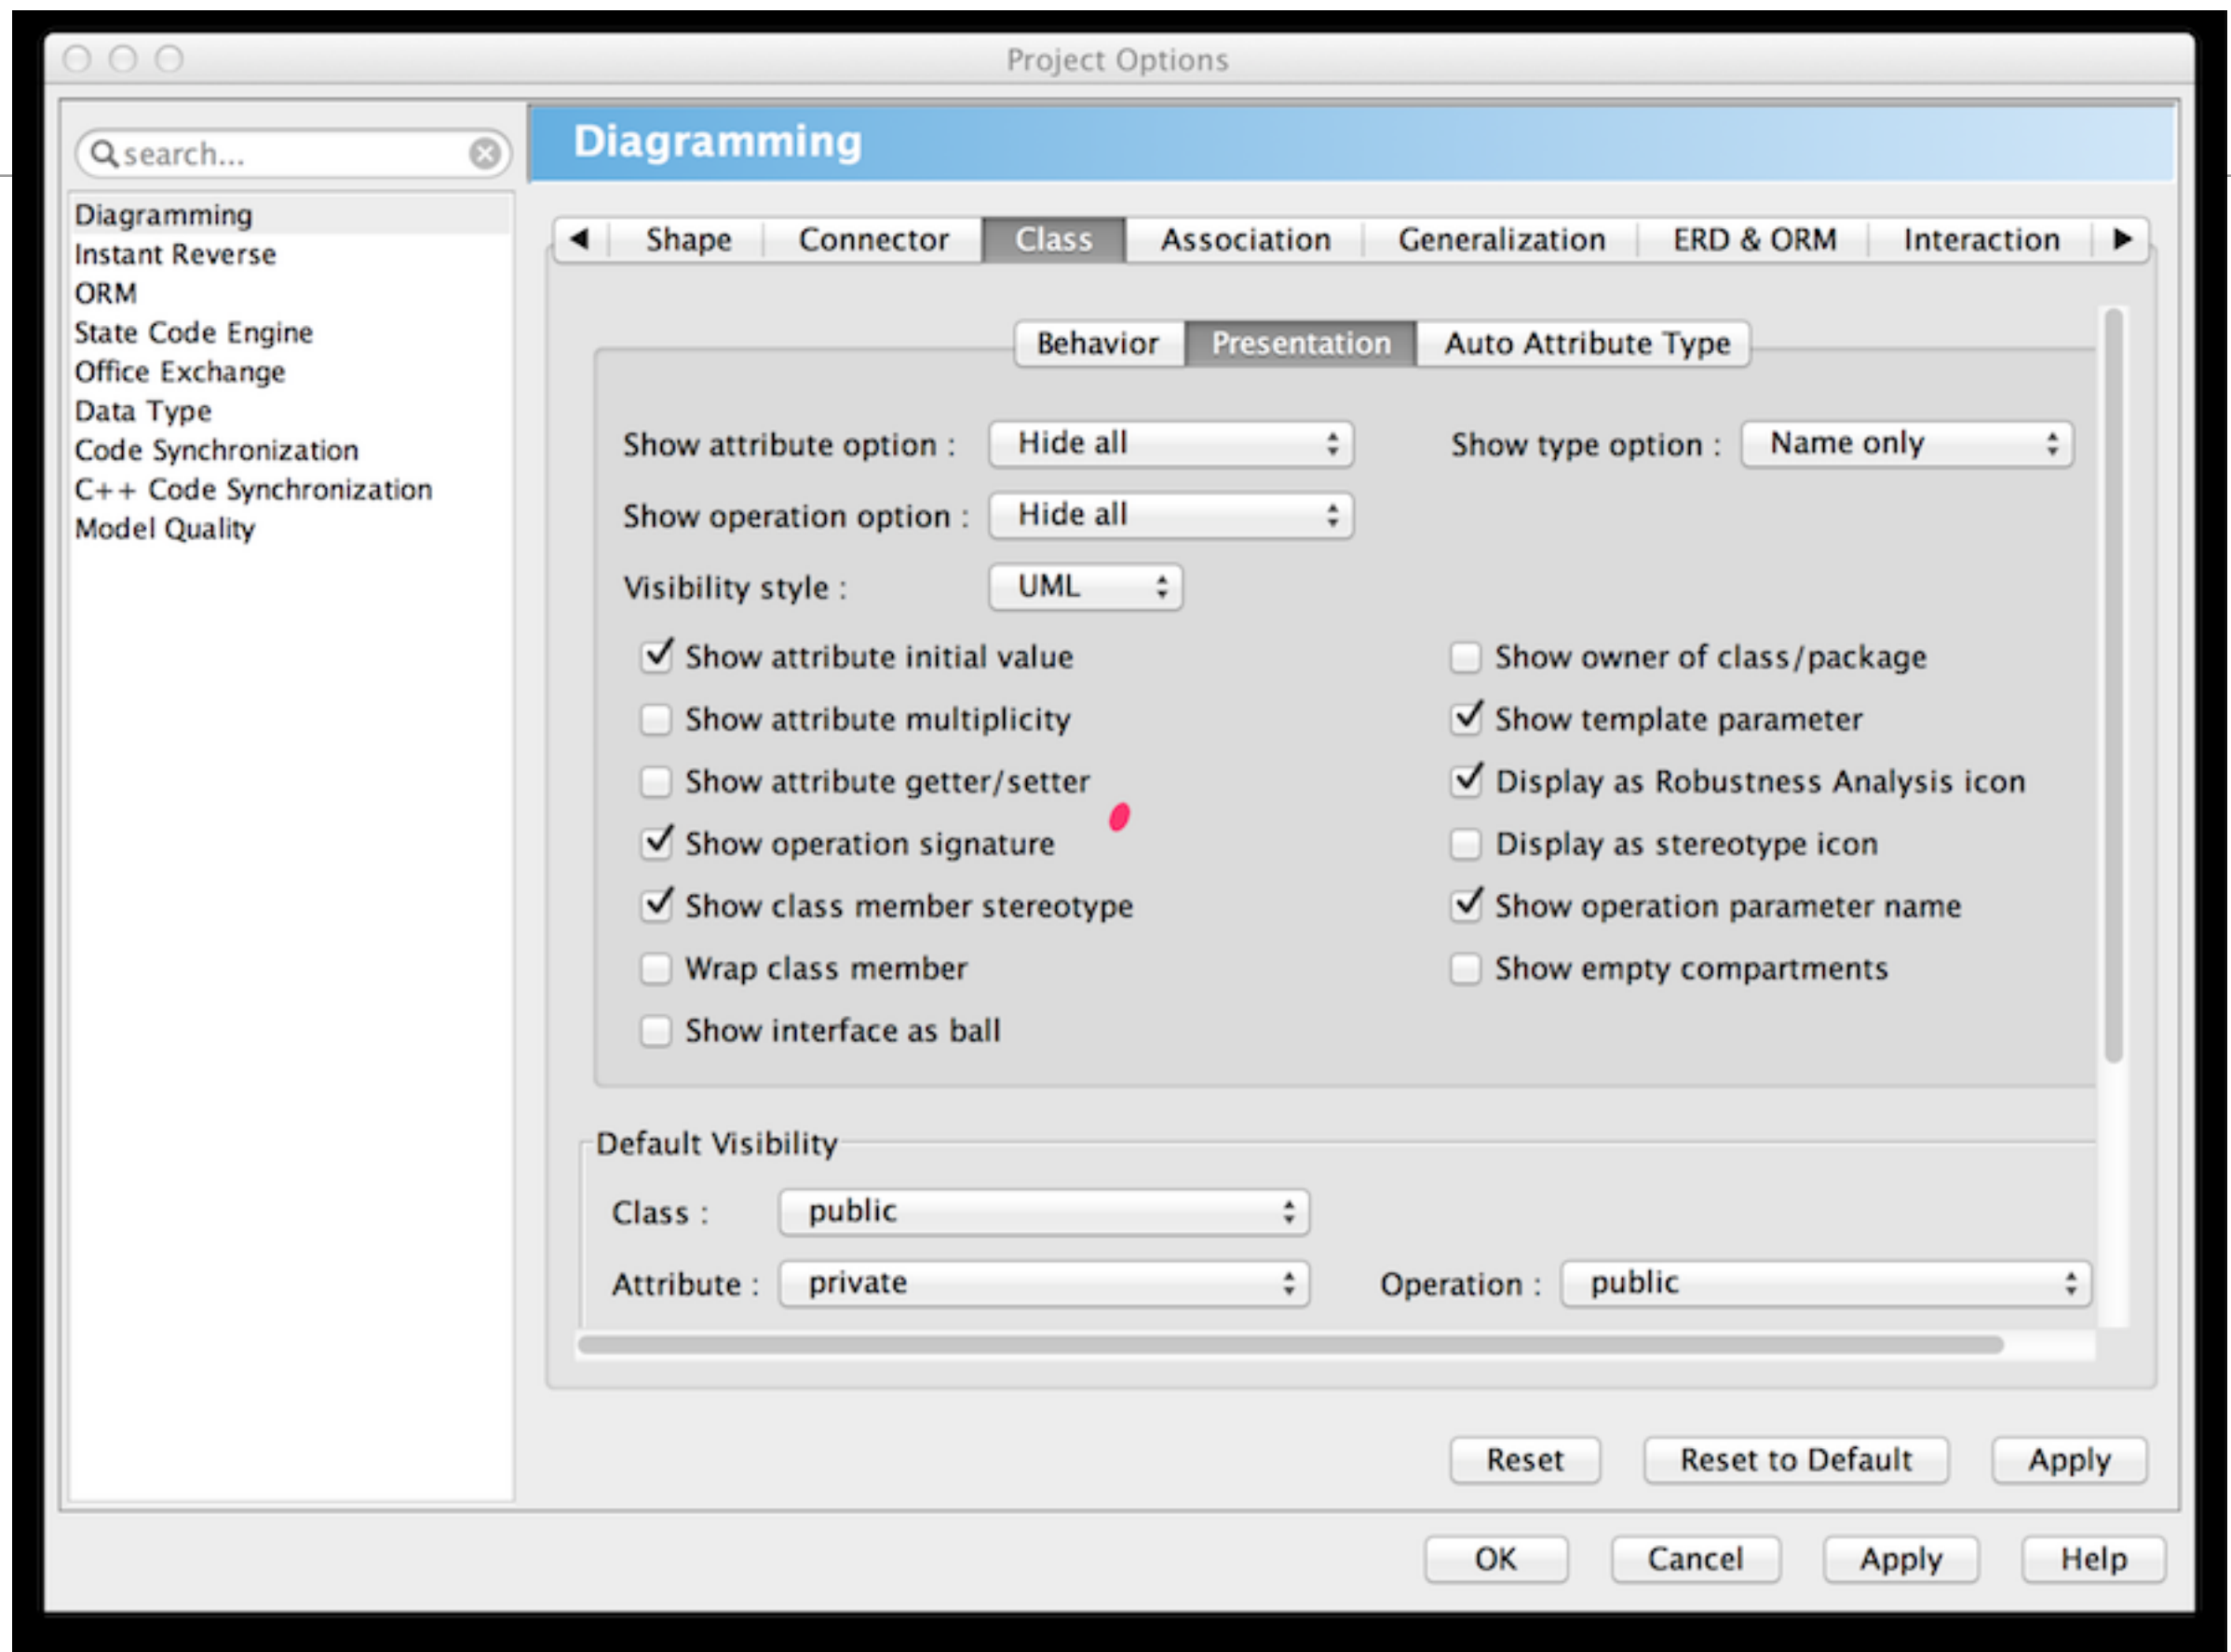 Project Options
search...
Diagramming
Instant Reverse
ORM
State Code Engine
Office Exchange
Data Type
Code Synchronization
C++ Code Synchronization
Model Quality
Diagramming
Shape Connector Class Association Generalization ERD & ORM Interaction
Behavior Presentation Auto Attribute Type
Show attribute option : Hide all Show type option : Name only
Show operation option : Hide all
Visibility style : UML
Show attribute initial value Show owner of class/package
Show attribute multiplicity Show template parameter
Show attribute getter/setter Display as Robustness Analysis icon
Show operation signature Display as stereotype icon
Show class member stereotype Show operation parameter name
Wrap class member Show empty compartments
Show interface as ball
Default Visibility
Class : public
Attribute : private Operation : public
Reset Reset to Default Apply
OK Cancel Apply Help